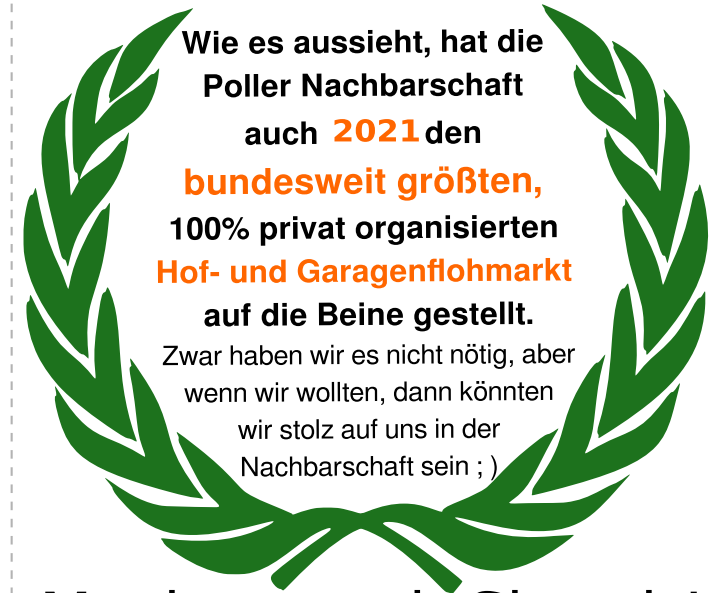 Wie es aussieht, hat die
Poller Nachbarschaft
auch 2021 den
bundesweit größten,
100% privat organisierten
Hof- und Garagenflohmarkt
auf die Beine gestellt.
Zwar haben wir es nicht nötig, aber
wenn wir wollten, dann könnten
wir stolz auf uns in der
Nachbarschaft sein ; )